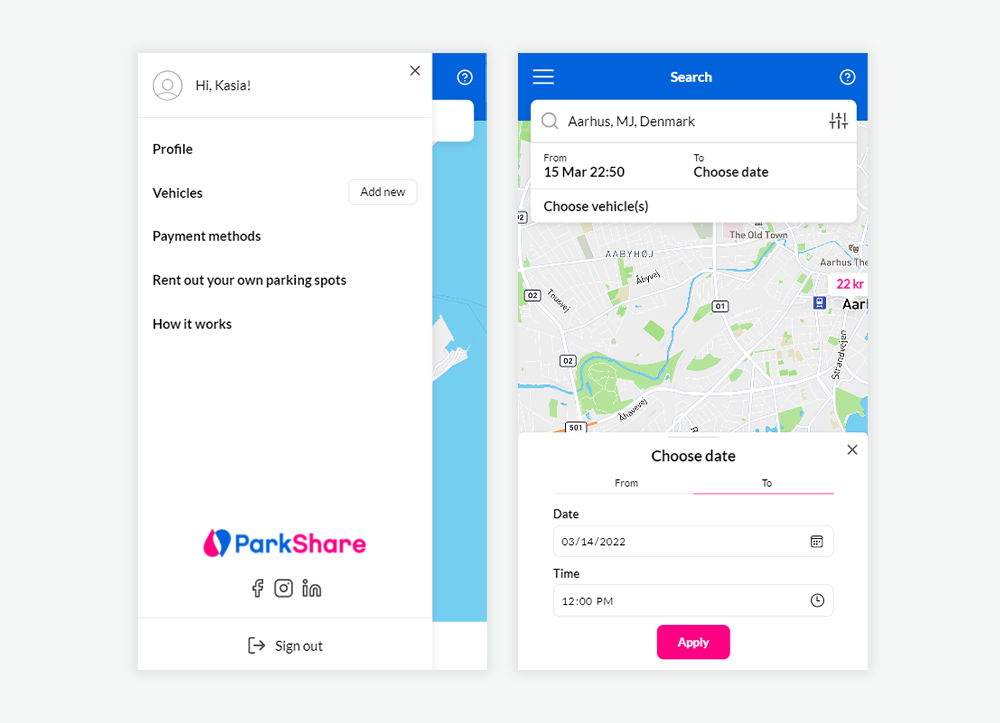 Hi, Kasia!
Profile
Vehicles
Add new
Payment methods
Rent out your own parking spots
How it works
ParkShare
Sign out
Search
Aarhus, MJ, Denmark
From
To
15 Mar 22:50
Choose date
Choose vehicle(s)
02
The Old Town
AABYHØJ
Aarhus The
Åbyvej
22 kr
02
Tousvej
01
Aarl
Strandvejen
02
Åhavevej
501
Choose date
From
To
Date
03/14/2022
Time
12:00 PM
Apply